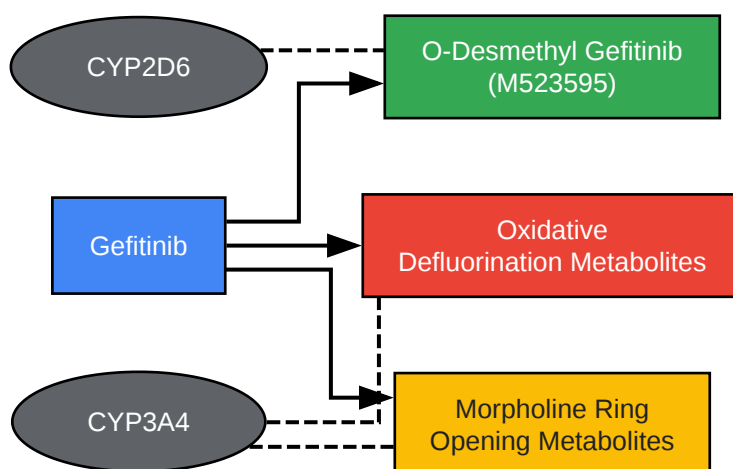 CYP2D6
O-Desmethyl Gefitinib
(M523595)
Gefitinib
Oxidative
Defluorination Metabolites
CYP3A4
Morpholine Ring
Opening Metabolites